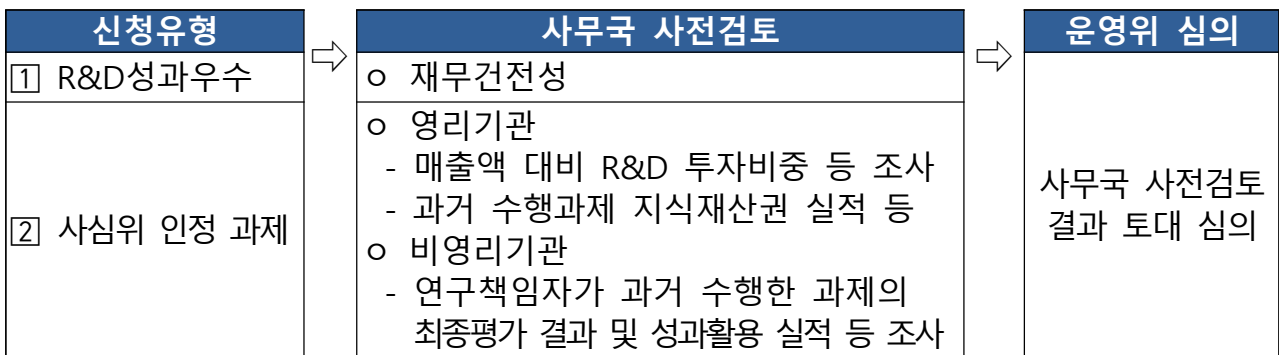 신청유형
⇨
사무국 사전검토
⇨
운영위 심의
1 R&D성과우수
ㅇ 재무건전성
2 사심위 인정 과제
ㅇ 영리기관
- 매출액 대비 R&D 투자비중 등 조사
- 과거 수행과제 지식재산권 실적 등
ㅇ 비영리기관
- 연구책임자가 과거 수행한 과제의
최종평가 결과 및 성과활용 실적 등 조사
사무국 사전검토
결과 토대 심의